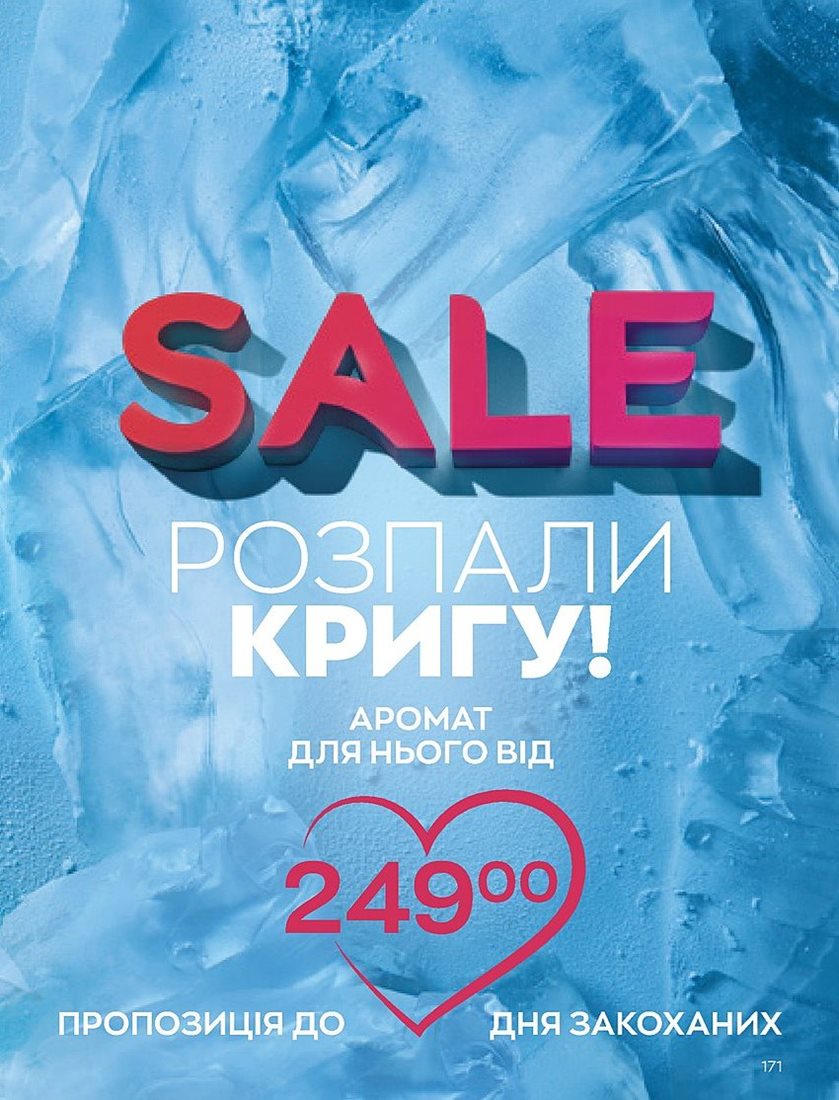 SALE
РОЗПАЛИ
КРИГУ!
АРОМАТ
ДЛЯ НЬОГО ВІД
249⁰⁰
ПРОПОЗИЦІЯ ДО ДНЯ ЗАКОХАНИХ
171